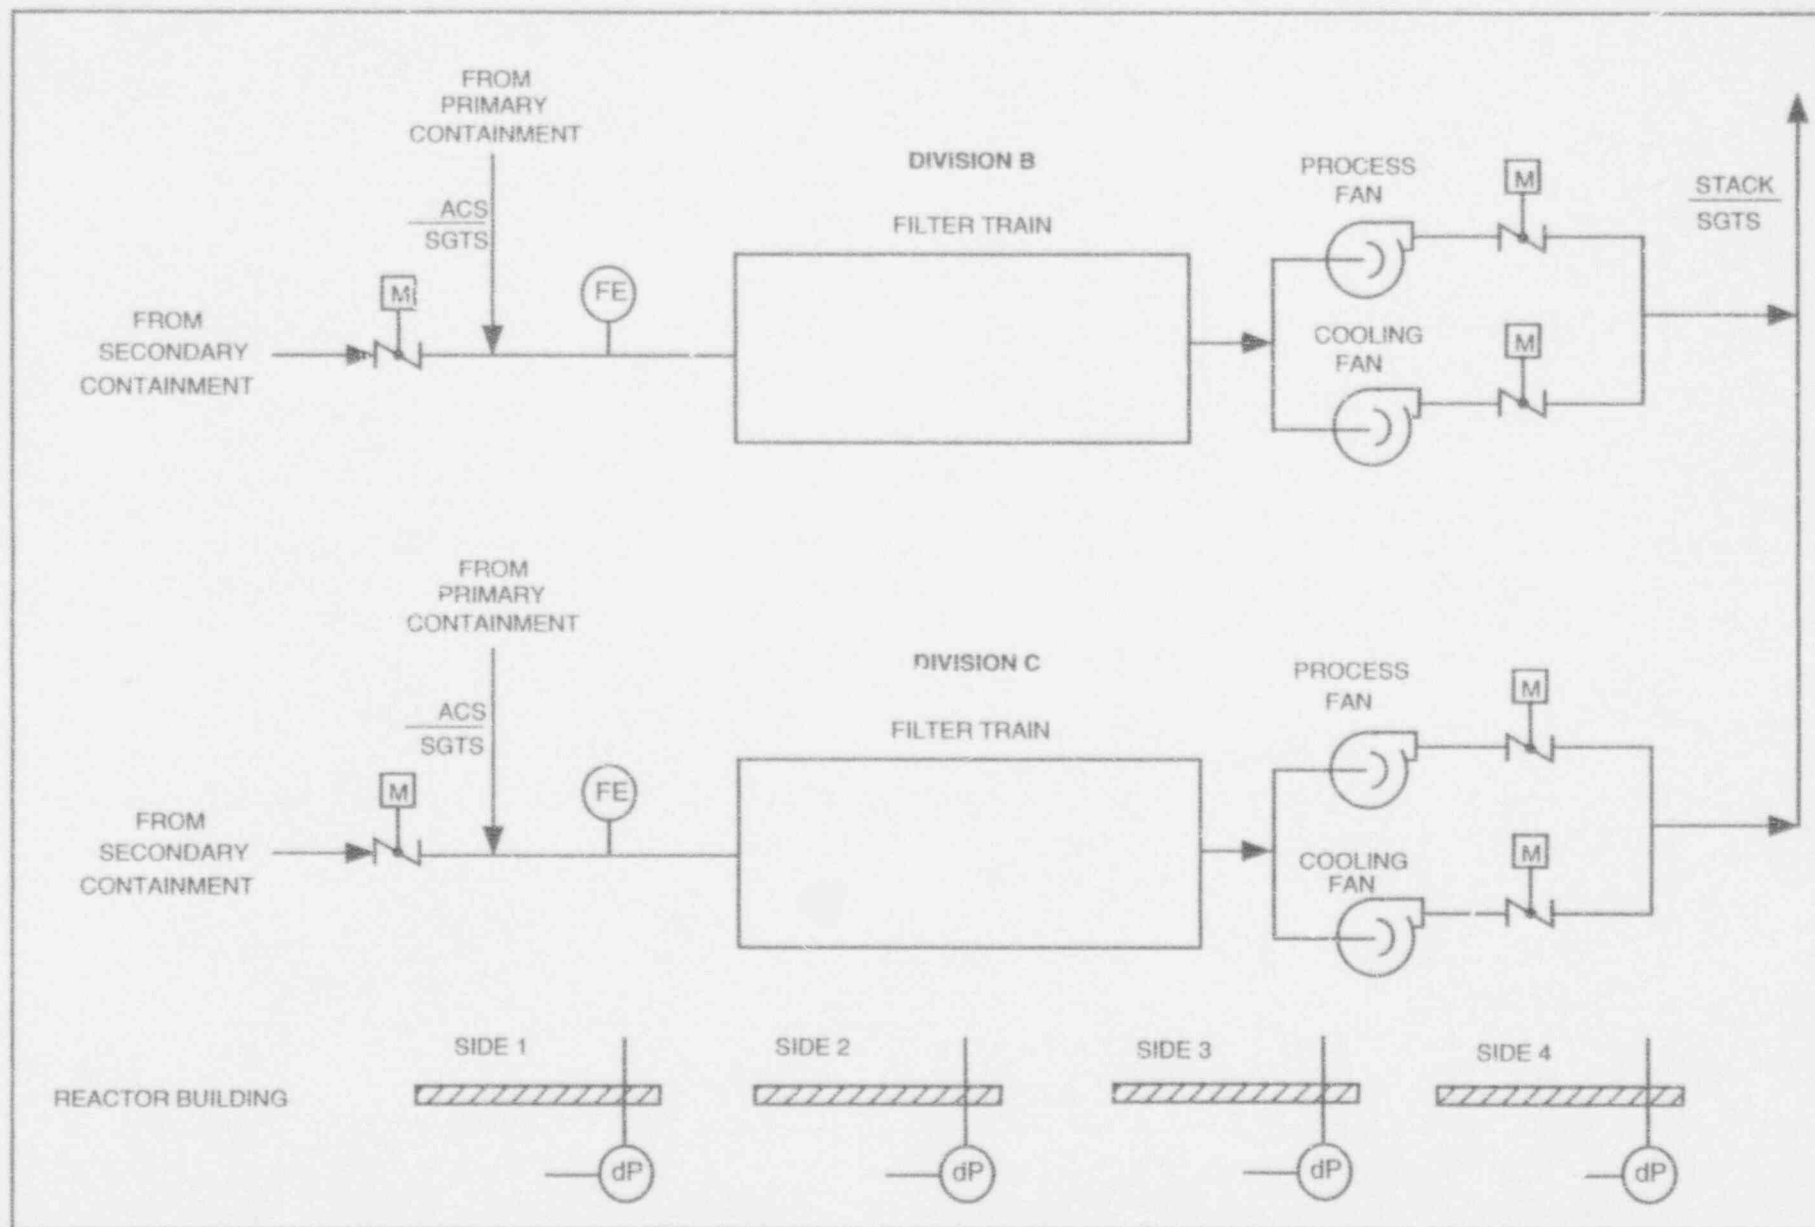 FROM
PRIMARY
CONTAINMENT
DIVISION B
PROCESS
FAN
M
STACK
SGTS
ACS
SGTS
FILTER TRAIN
M
FE
FROM
SECONDARY
CONTAINMENT
COOLING
FAN
M
FROM
PRIMARY
CONTAINMENT
DIVISION C
PROCESS
FAN
M
ACS
SGTS
FILTER TRAIN
M
FE
FROM
SECONDARY
CONTAINMENT
COOLING
FAN
M
SIDE 1
SIDE 2
SIDE 3
SIDE 4
REACTOR BUILDING
dP
dP
dP
dP